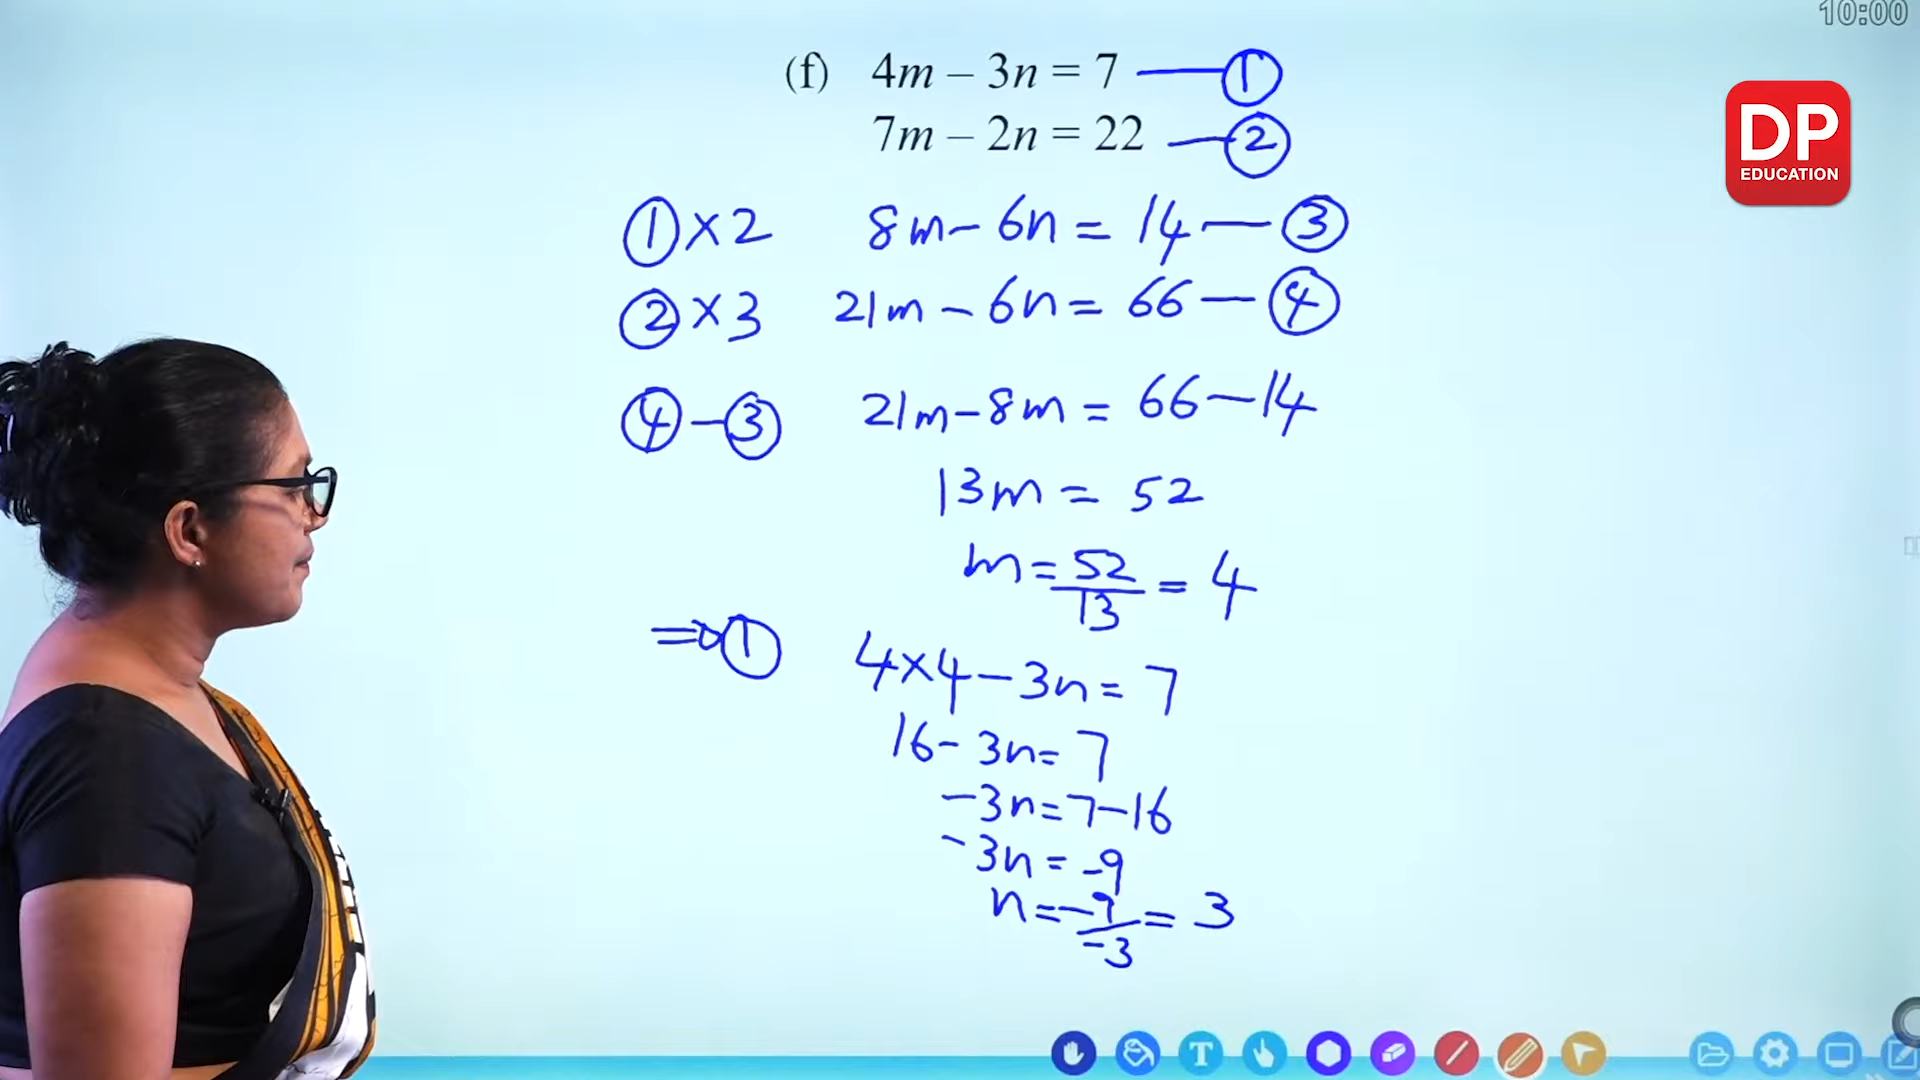 10:00
(f) 4m – 3n = 7 — ①
7m – 2n = 22 — ②
DP
EDUCATION
① × 2 8m – 6n = 14 — ③
② × 3 21m – 6n = 66 — ④
④ – ③ 21m – 8m = 66 – 14
13m = 52
m = 52/13 = 4
⇒ ① 4 × 4 – 3n = 7
16 – 3n = 7
–3n = 7 – 16
–3n = –9
n = –9/–3 = 3
T